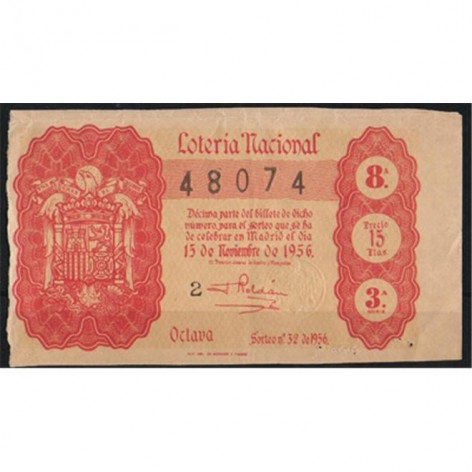 Lotería Nacional
48074
8.ª
Décima parte del billete de dicho
número, para el sorteo que se ha
de celebrar en Madrid el día
15 de Noviembre de 1956.
Precio
15
Ptas.
2
3.ª
Octava
Sorteo nº 32 de 1956.